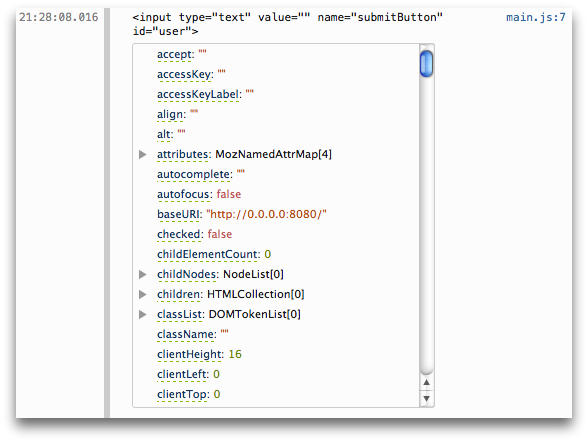 21:28:08.016 <input type="text" value="" name="submitButton" main.js:7
id="user">
accept: ""
accessKey: ""
accessKeyLabel: ""
align: ""
alt: ""
attributes: MozNamedAttrMap[4]
autocomplete: ""
autofocus: false
baseURI: "http://0.0.0.0:8080/"
checked: false
childElementCount: 0
childNodes: NodeList[0]
children: HTMLCollection[0]
classList: DOMTokenList[0]
className: ""
clientHeight: 16
clientLeft: 0
clientTop: 0